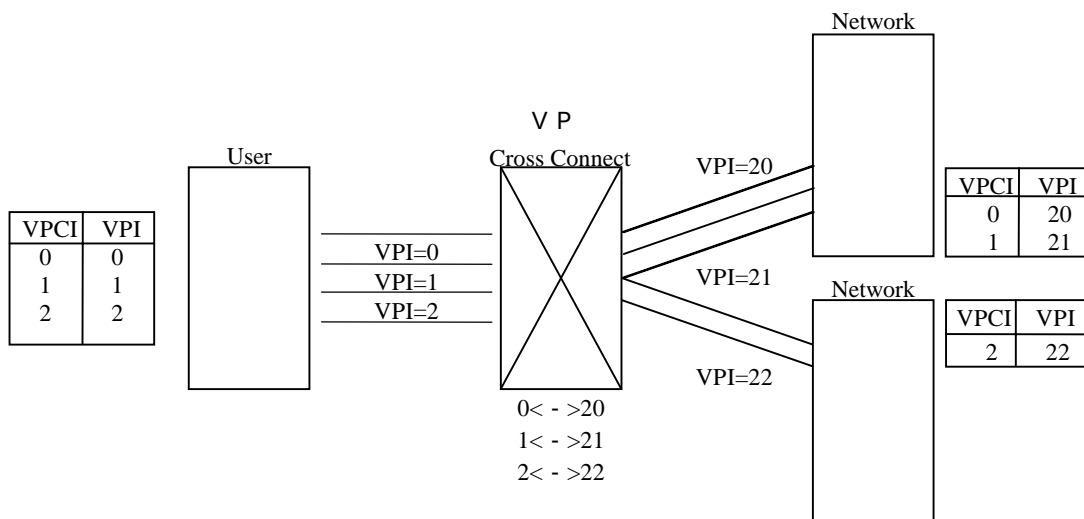 Network
V P
User
Cross Connect
VPI=20
VPCI VPI
0 20
1 21
VPCI VPI
0 0
1 1
2 2
VPI=0
VPI=1
VPI=2
VPI=21
Network
VPCI VPI
2 22
VPI=22
0< - >20
1< - >21
2< - >22